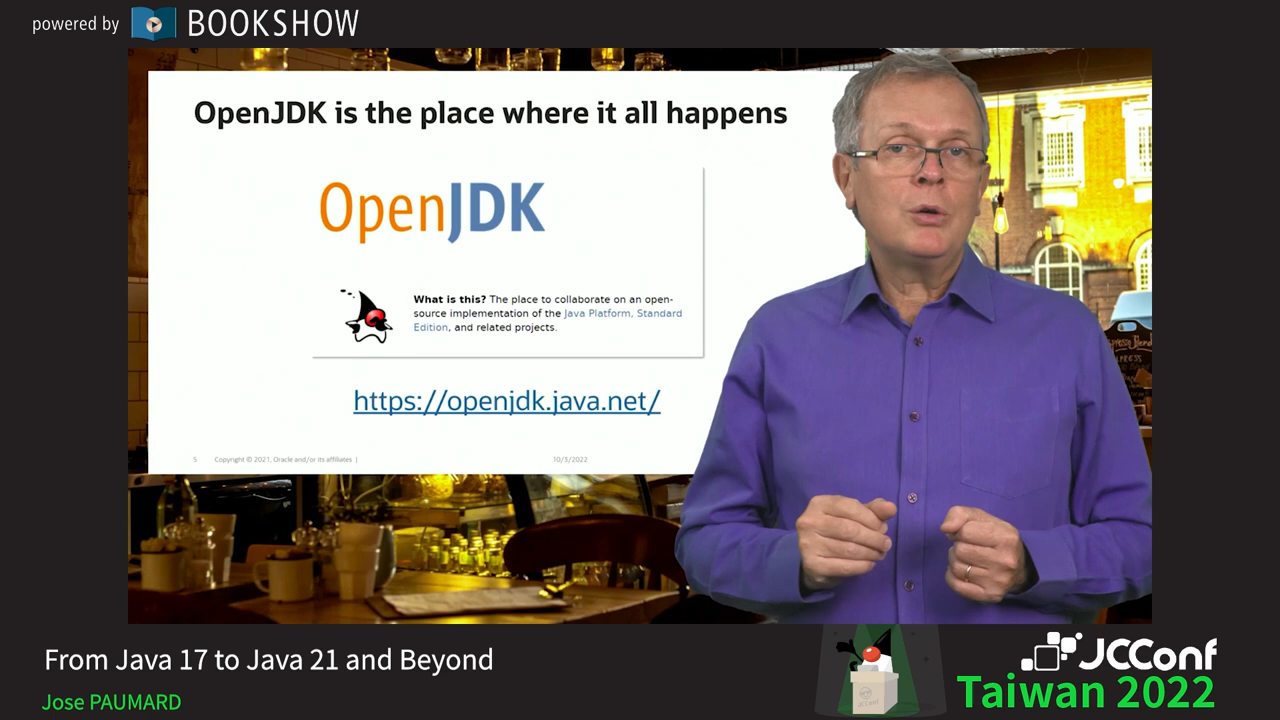 powered by BOOKSHOW
OpenJDK is the place where it all happens
OpenJDK
What is this? The place to collaborate on an open-
source implementation of the Java Platform, Standard
Edition, and related projects.
https://openjdk.java.net/
5 Copyright © 2021, Oracle and/or its affiliates | 10/3/2022
From Java 17 to Java 21 and Beyond
Jose PAUMARD
JCConf
Taiwan 2022